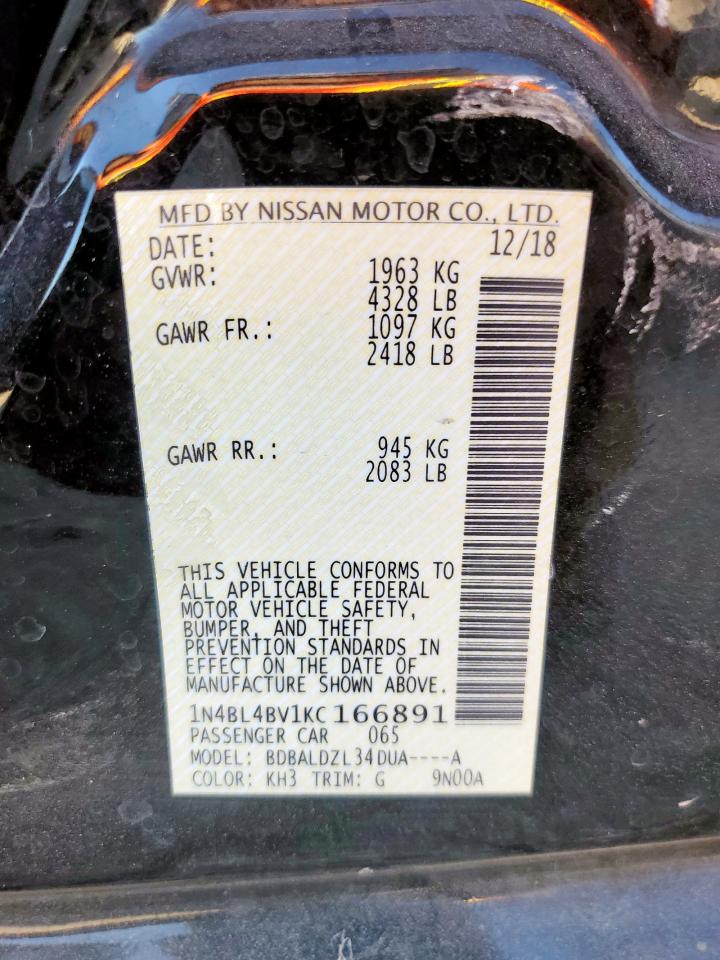 MFD BY NISSAN MOTOR CO., LTD.
DATE: 12/18
GVWR: 1963 KG
4328 LB
GAWR FR.: 1097 KG
2418 LB
GAWR RR.: 945 KG
2083 LB
THIS VEHICLE CONFORMS TO
ALL APPLICABLE FEDERAL
MOTOR VEHICLE SAFETY,
BUMPER, AND THEFT
PREVENTION STANDARDS IN
EFFECT ON THE DATE OF
MANUFACTURE SHOWN ABOVE.
1N4BL4BV1KC166891
PASSENGER CAR 065
MODEL: BDBALDZL34DUA----A
COLOR: KH3 TRIM: G 9N00A